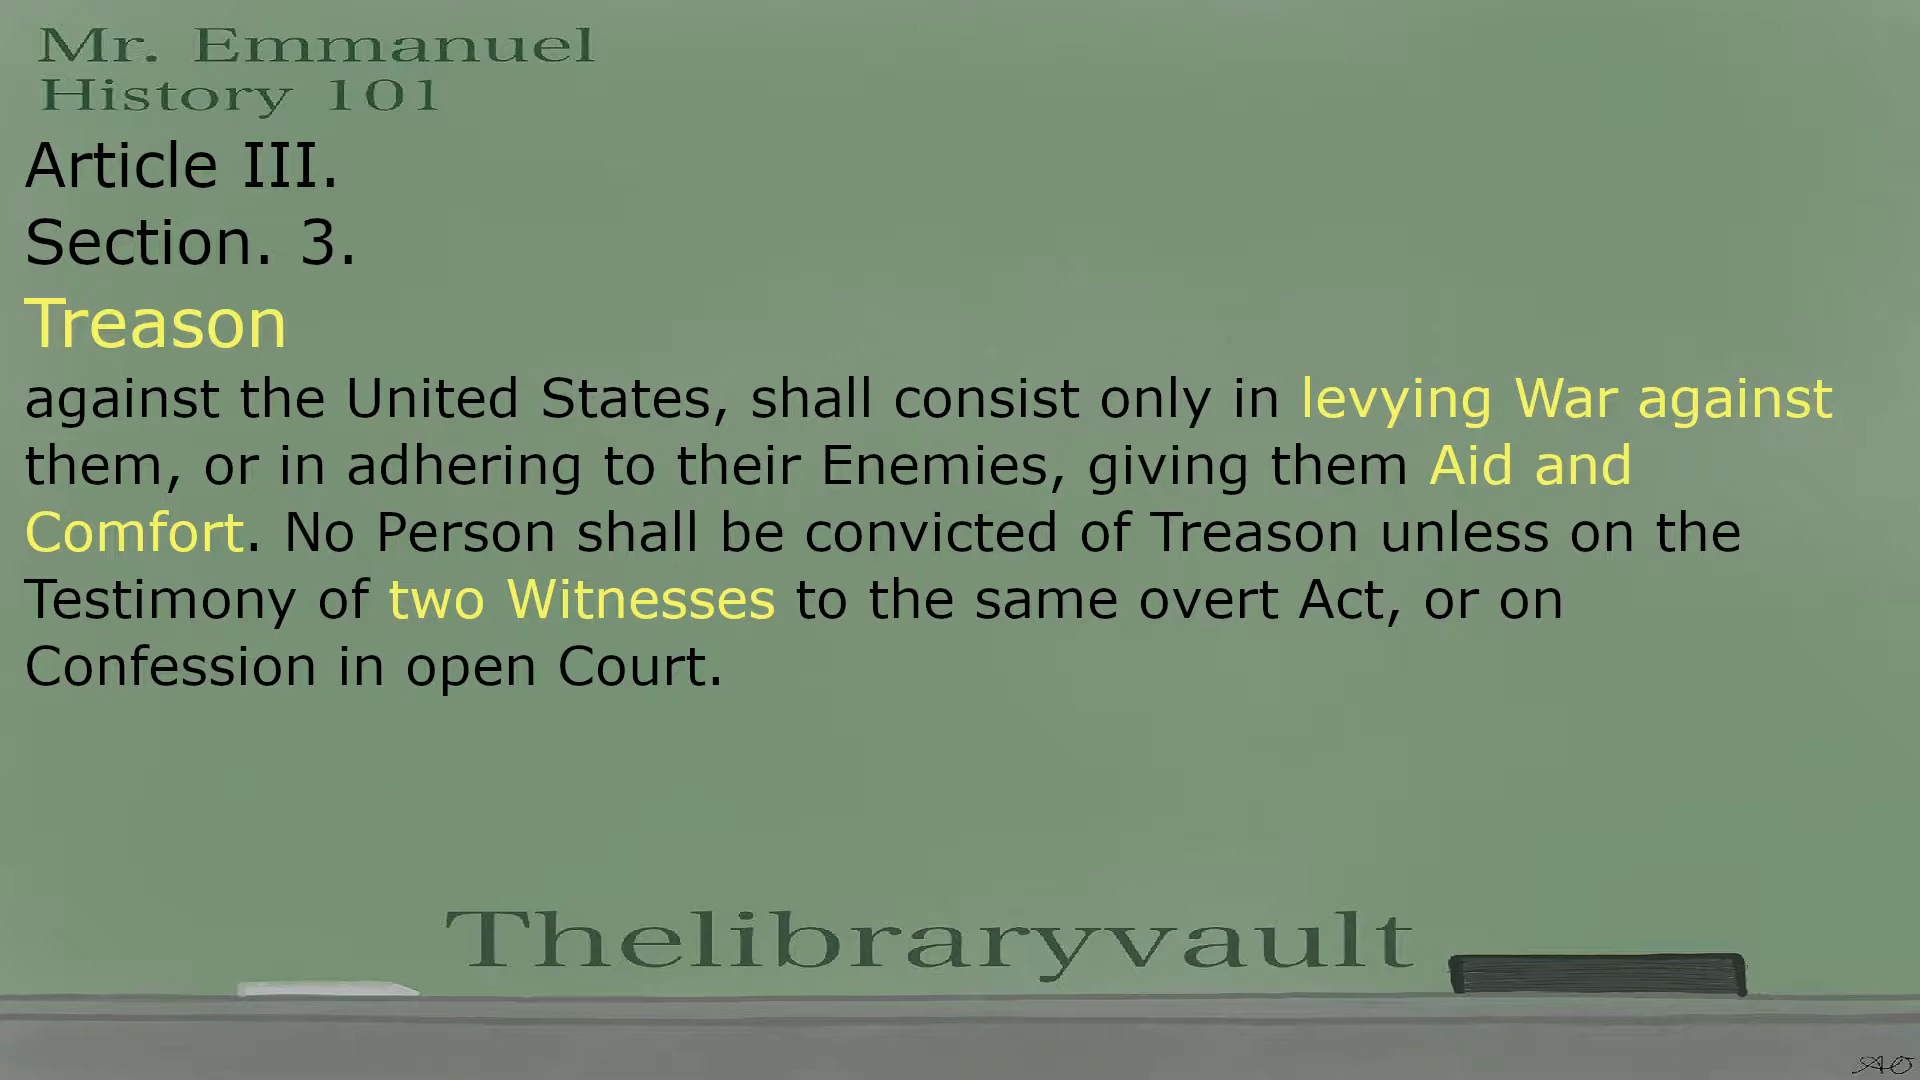 Mr. Emmanuel
History 101
Article III.
Section. 3.
Treason
against the United States, shall consist only in levying War against
them, or in adhering to their Enemies, giving them Aid and
Comfort. No Person shall be convicted of Treason unless on the
Testimony of two Witnesses to the same overt Act, or on
Confession in open Court.
Thelibraryvault